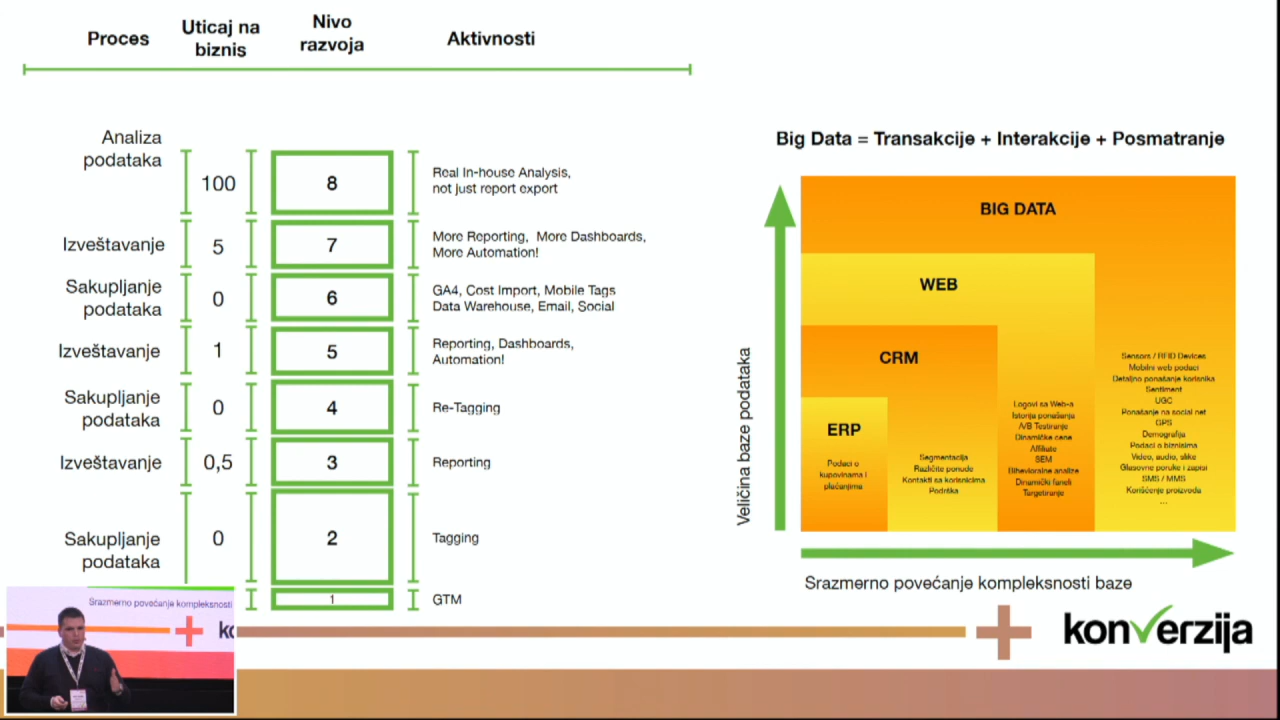 Proces
Uticaj na
biznis
Nivo
razvoja
Aktivnosti
Analiza
podataka
100
8
Real In-house Analysis,
not just report export
Izveštavanje
5
7
More Reporting, More Dashboards,
More Automation!
Sakupljanje
podataka
0
6
GA4, Cost Import, Mobile Tags
Data Warehouse, Email, Social
Izveštavanje
1
5
Reporting, Dashboards,
Automation!
Sakupljanje
podataka
0
4
Re-Tagging
Izveštavanje
0,5
3
Reporting
Sakupljanje
podataka
0
2
Tagging
1
GTM
Big Data = Transakcije + Interakcije + Posmatranje
Veličina baze podataka
BIG DATA
WEB
CRM
ERP
Podaci o
kupovinama i
plaćanjima
Segmentacija
Različite ponude
Kontakti sa korisnicima
Podrška
Logovi sa Web-a
Istorija ponašanja
A/B Testiranje
Dinamičke cene
Affiliate
SEM
Bihevioralne analize
Dinamički faneli
Targetiranje
Sensors / RFID Devices
Mobilni web podaci
Detaljno ponašanje korisnika
Sentiment
UGC
Ponašanje na social net
GPS
Demografija
Podaci o biznisima
Video, audio, slike
Glasovne poruke i zapisi
SMS / MMS
Korišćenje proizvoda
...
Srazmerno povećanje kompleksnosti baze
konverzija
Srazmerno povećanje kompleksnosti
ko